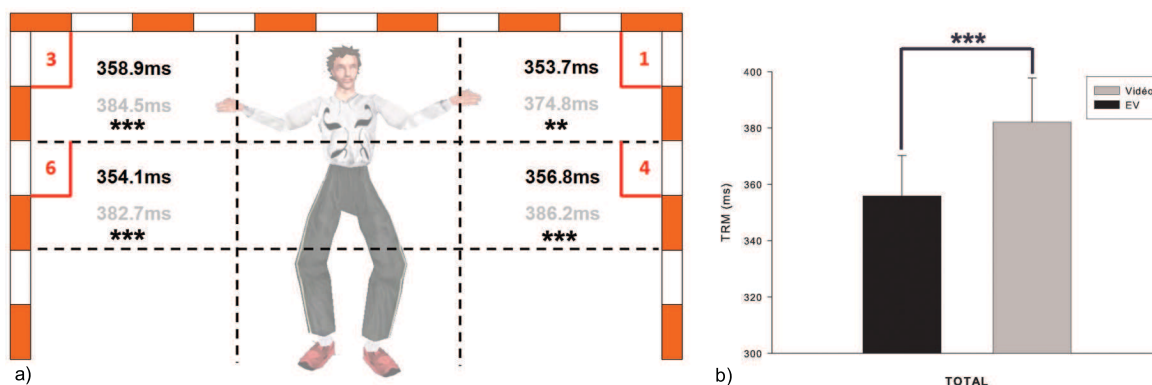 3
358.9ms
384.5ms
***
353.7ms
1
374.8ms
**
6
354.1ms
382.7ms
***
356.8ms
4
386.2ms
***
a)
***
400
380
360
340
320
300
TRM (ms)
Vidéo
EV
TOTAL
b)